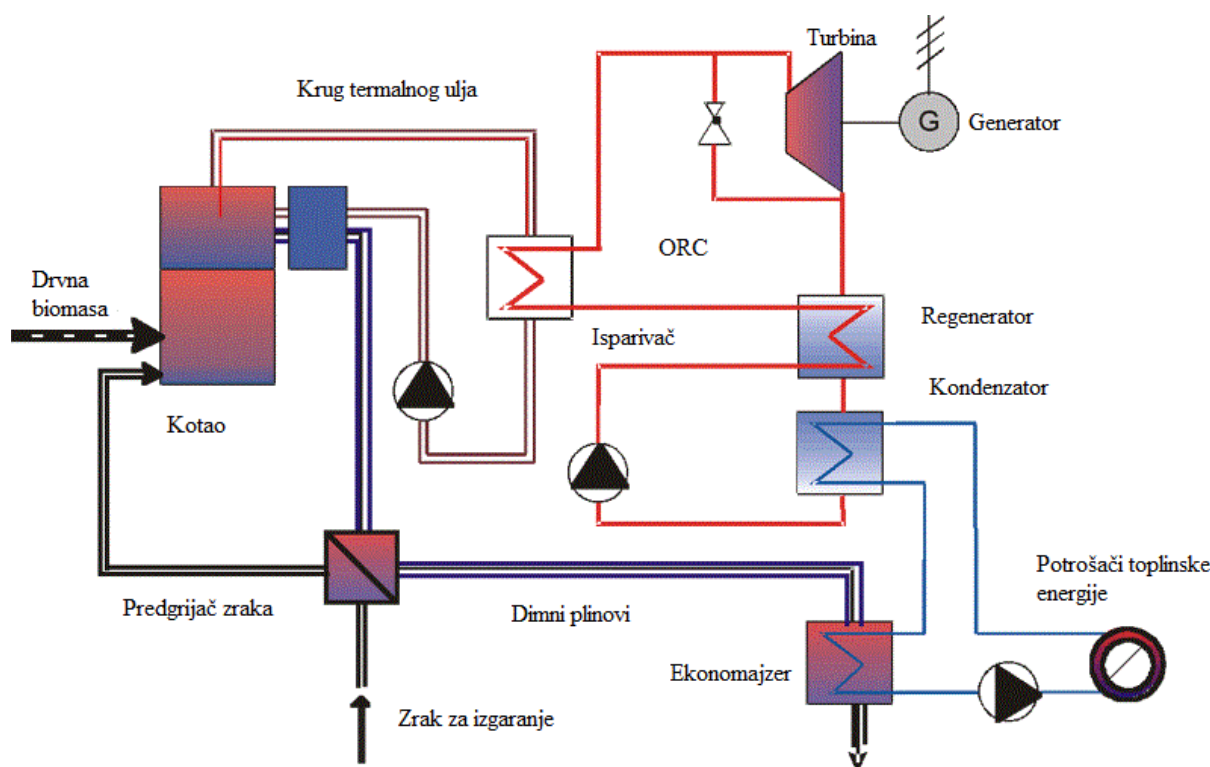 Turbina
Krug termalnog ulja
G
Generator
ORC
Drvna
biomasa
Isparivač
Regenerator
Kondenzator
Kotao
Potrošači toplinske
energije
Predgrijač zraka
Dimni plinovi
Ekonomajzer
Zrak za izgaranje